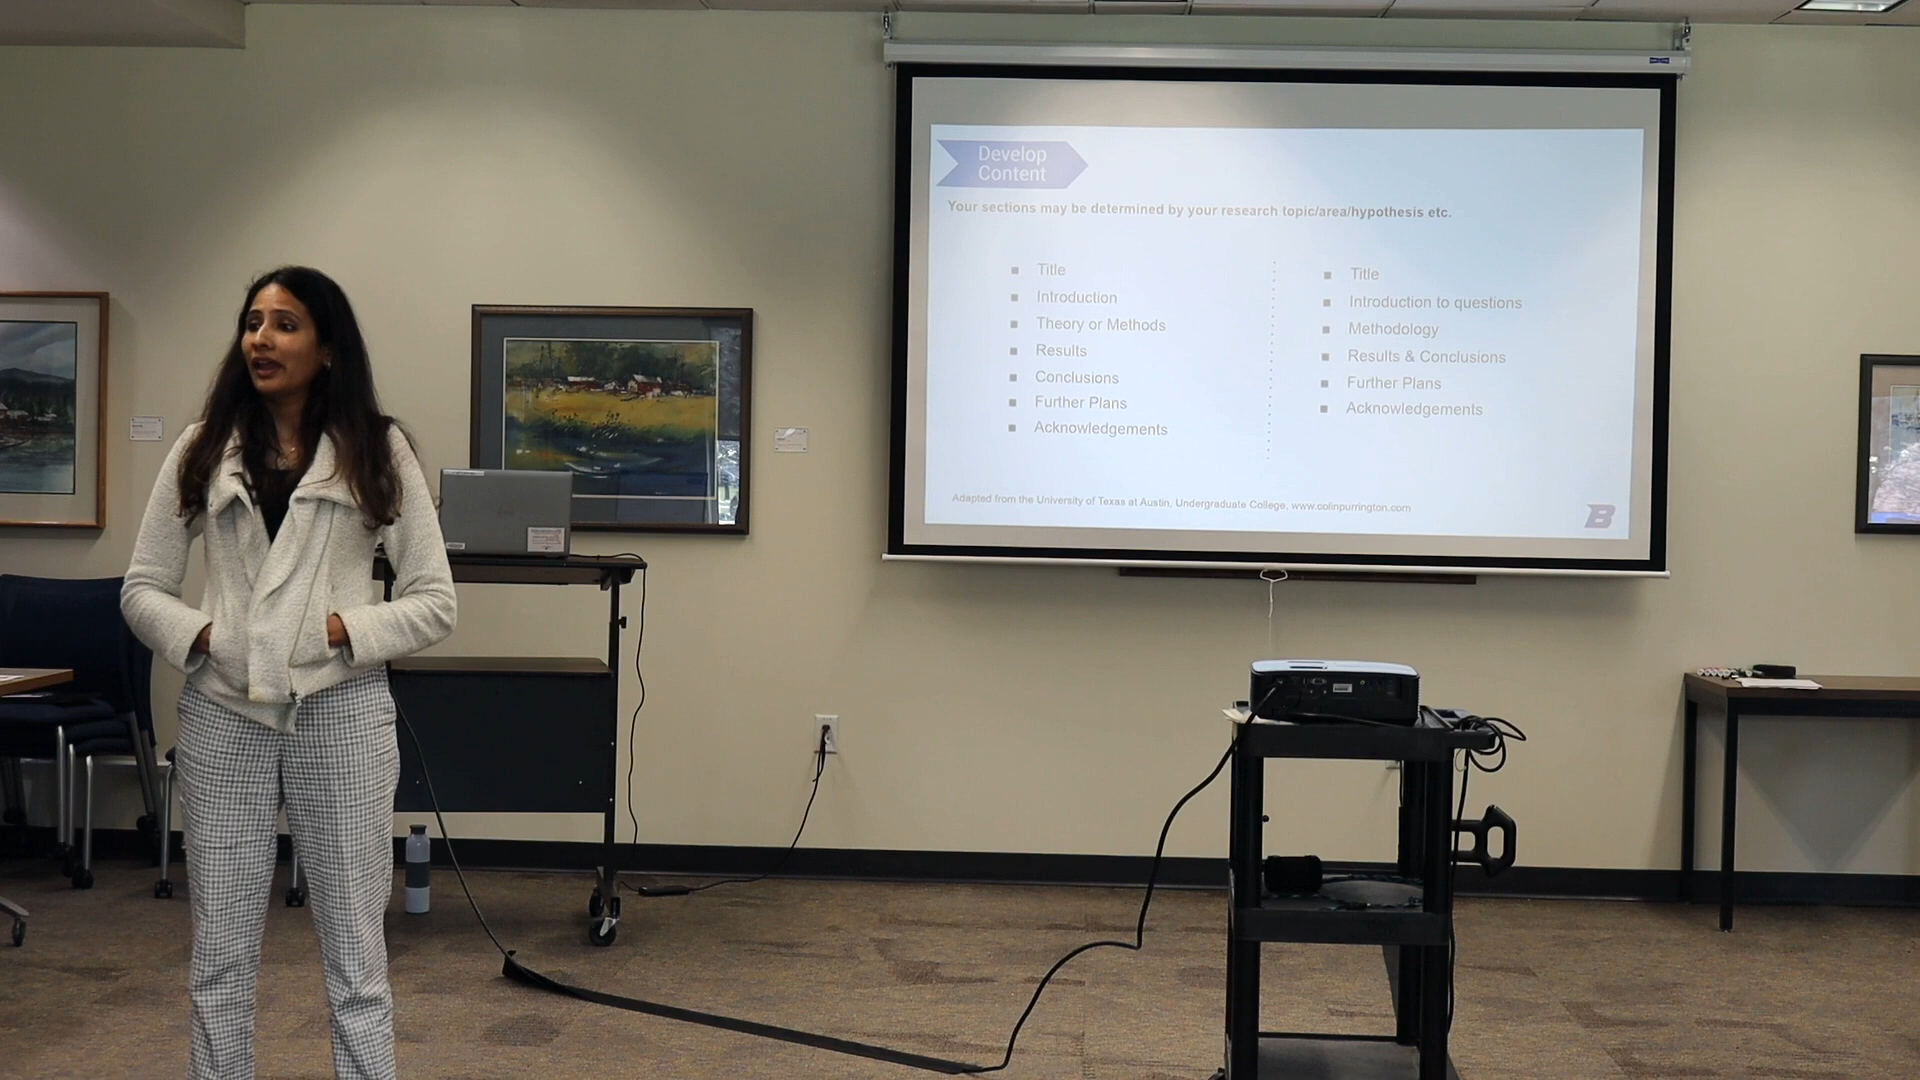 Develop
Content
Your sections may be determined by your research topic/area/hypothesis etc.
Title
Introduction
Theory or Methods
Results
Conclusions
Further Plans
Acknowledgements
Title
Introduction to questions
Methodology
Results & Conclusions
Further Plans
Acknowledgements
Adapted from the University of Texas at Austin, Undergraduate College, www.colinpurrington.com
B